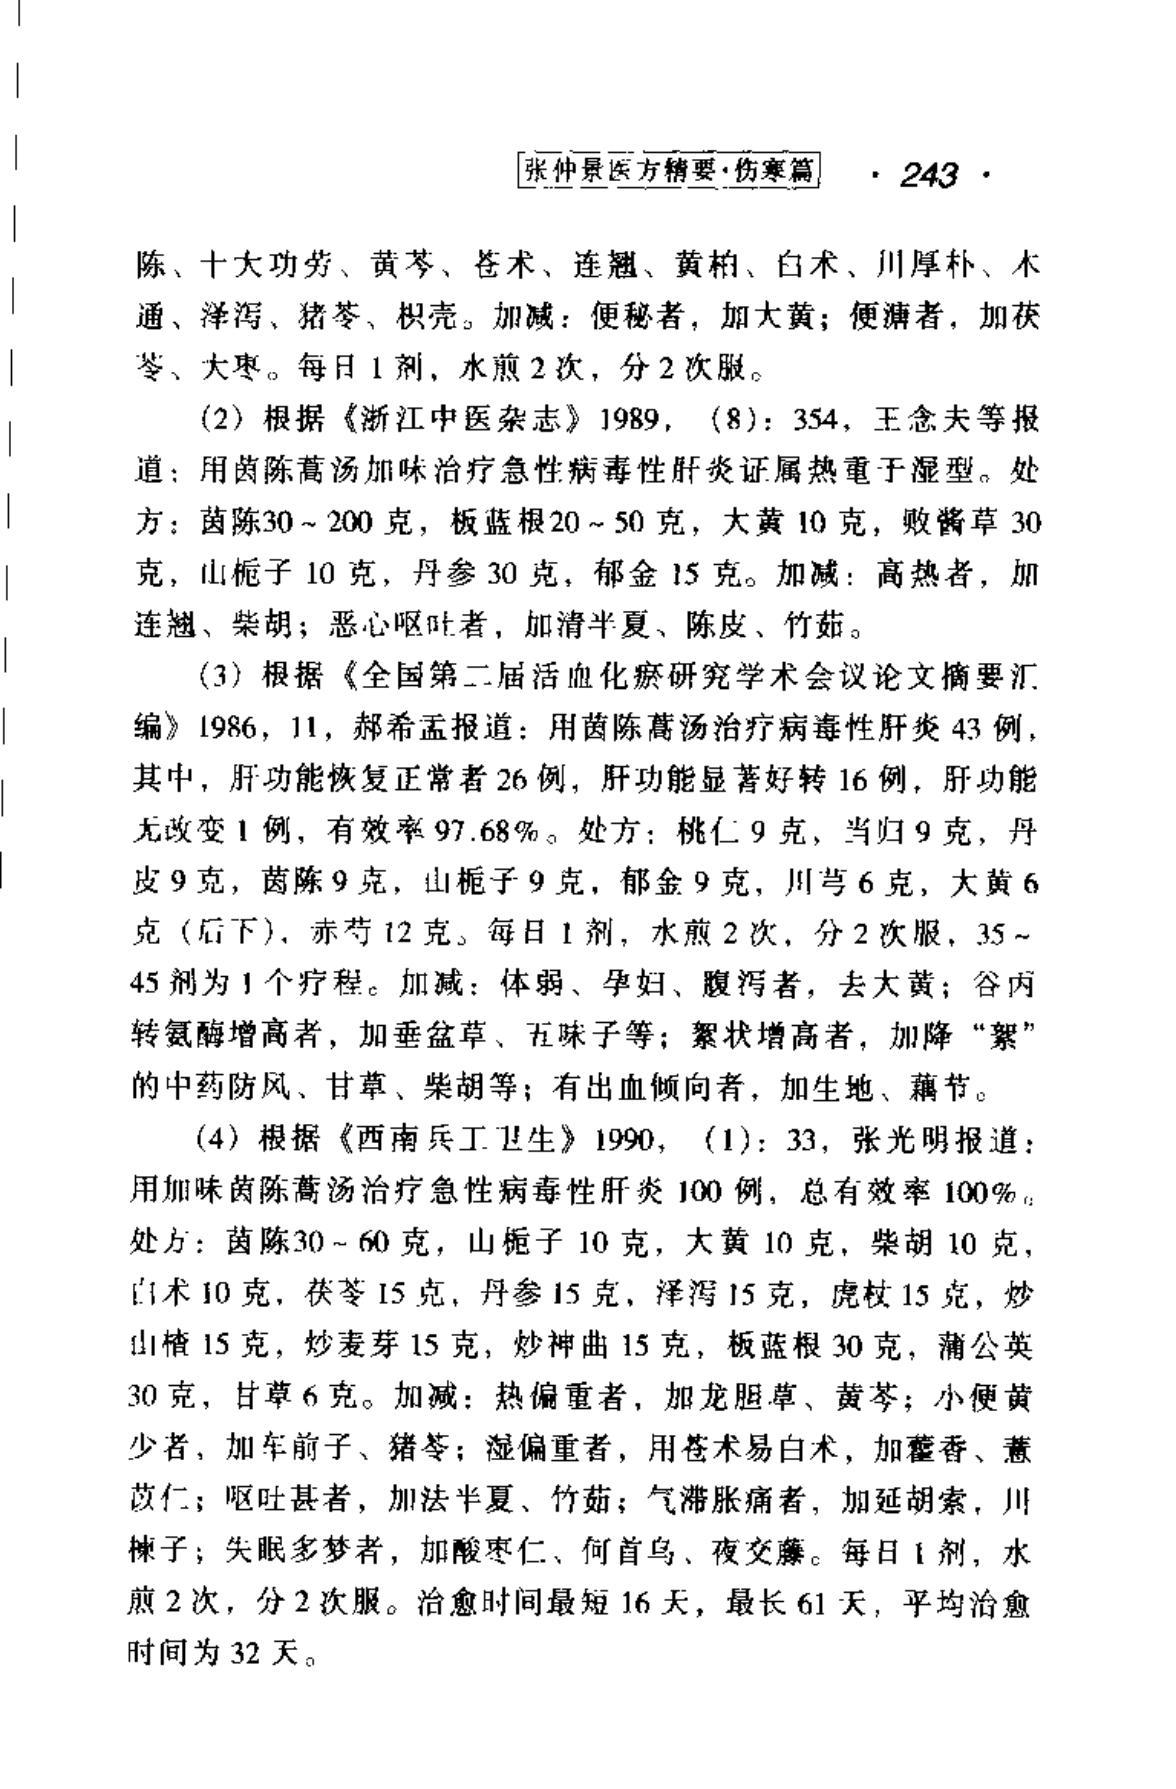 张仲景医方精要·伤寒篇 · 243 ·
陈、十大功劳、黄芩、苍术、连翘、黄柏、白术、川厚朴、木
通、泽泻、猪苓、枳壳。加减：便秘者，加大黄；便溏者，加茯
苓、大枣。每日 1 剂，水煎 2 次，分 2 次服。
(2) 根据《浙江中医杂志》1989，(8)：354，王念夫等报
道：用茵陈蒿汤加味治疗急性病毒性肝炎证属热重于湿型。处
方：茵陈30～200 克，板蓝根20～50 克，大黄 10 克，败酱草 30
克，山栀子 10 克，丹参 30 克，郁金 15 克。加减：高热者，加
连翘、柴胡；恶心呕吐者，加清半夏、陈皮、竹茹。
(3) 根据《全国第二届活血化瘀研究学术会议论文摘要汇
编》1986，11，郝希孟报道：用茵陈蒿汤治疗病毒性肝炎 43 例，
其中，肝功能恢复正常者 26 例，肝功能显著好转 16 例，肝功能
无改变 1 例，有效率 97.68%。处方：桃仁 9 克，当归 9 克，丹
皮 9 克，茵陈 9 克，山栀子 9 克，郁金 9 克，川芎 6 克，大黄 6
克（后下），赤芍 12 克。每日 1 剂，水煎 2 次，分 2 次服，35～
45 剂为 1 个疗程。加减：体弱、孕妇、腹泻者，去大黄；谷丙
转氨酶增高者，加垂盆草、五味子等；絮状增高者，加降“絮”
的中药防风、甘草、柴胡等；有出血倾向者，加生地、藕节。
(4) 根据《西南兵工卫生》1990，(1)：33，张光明报道：
用加味茵陈蒿汤治疗急性病毒性肝炎 100 例，总有效率 100%。
处方：茵陈30～60 克，山栀子 10 克，大黄 10 克，柴胡 10 克，
白术 10 克，茯苓 15 克，丹参 15 克，泽泻 15 克，虎杖 15 克，炒
山楂 15 克，炒麦芽 15 克，炒神曲 15 克，板蓝根 30 克，蒲公英
30 克，甘草 6 克。加减：热偏重者，加龙胆草、黄芩；小便黄
少者，加车前子、猪苓；湿偏重者，用苍术易白术，加藿香、薏
苡仁；呕吐甚者，加法半夏、竹茹；气滞胀痛者，加延胡索，川
楝子；失眠多梦者，加酸枣仁、何首乌、夜交藤。每日 1 剂，水
煎 2 次，分 2 次服。治愈时间最短 16 天，最长 61 天，平均治愈
时间为 32 天。